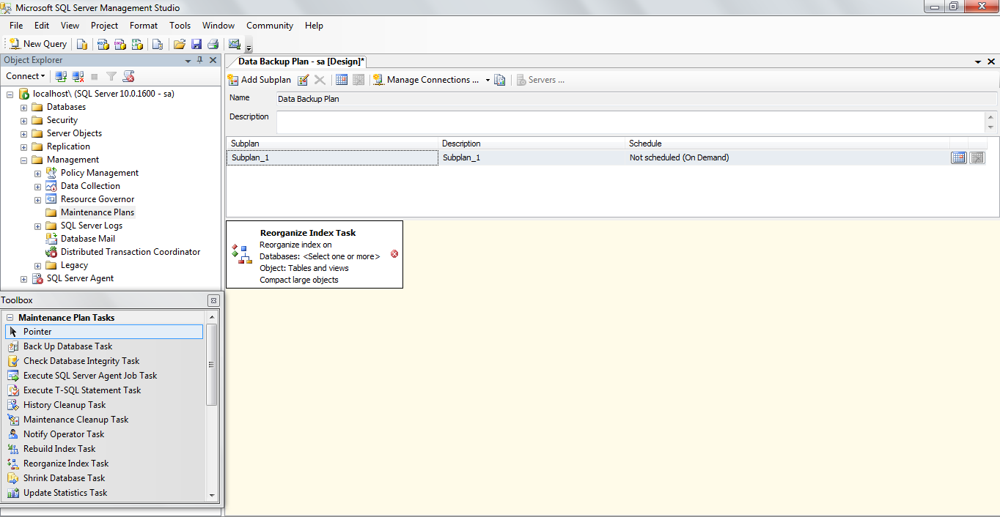 Microsoft SQL Server Management Studio
File Edit View Project Format Tools Window Community Help
New Query
Object Explorer
Connect
localhost\ (SQL Server 10.0.1600 - sa)
Databases
Security
Server Objects
Replication
Management
Policy Management
Data Collection
Resource Governor
Maintenance Plans
SQL Server Logs
Database Mail
Distributed Transaction Coordinator
Legacy
SQL Server Agent
Toolbox
Maintenance Plan Tasks
Pointer
Back Up Database Task
Check Database Integrity Task
Execute SQL Server Agent Job Task
Execute T-SQL Statement Task
History Cleanup Task
Maintenance Cleanup Task
Notify Operator Task
Rebuild Index Task
Reorganize Index Task
Shrink Database Task
Update Statistics Task
Data Backup Plan - sa [Design]*
Add Subplan Manage Connections ... Servers ...
Name Data Backup Plan
Description
Subplan Description Schedule
Subplan_1 Subplan_1 Not scheduled (On Demand)
Reorganize Index Task
Reorganize index on
Databases: <Select one or more>
Object: Tables and views
Compact large objects